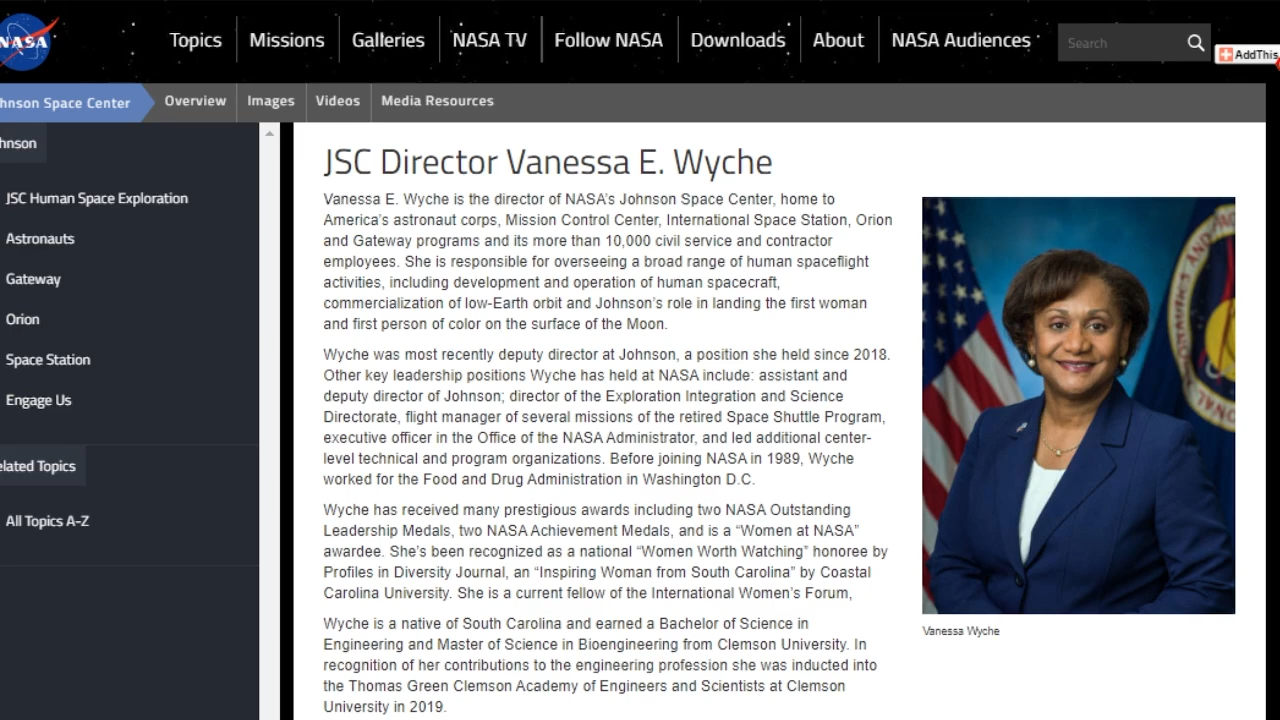 NASA
Topics
Missions
Galleries
NASA TV
Follow NASA
Downloads
About
NASA Audiences
Search
AddThis
hnson Space Center
Overview
Images
Videos
Media Resources
hnson
JSC Human Space Exploration
Astronauts
Gateway
Orion
Space Station
Engage Us
elated Topics
All Topics A-Z
JSC Director Vanessa E. Wyche
Vanessa E. Wyche is the director of NASA's Johnson Space Center, home to
America's astronaut corps, Mission Control Center, International Space Station, Orion
and Gateway programs and its more than 10,000 civil service and contractor
employees. She is responsible for overseeing a broad range of human spaceflight
activities, including development and operation of human spacecraft,
commercialization of low-Earth orbit and Johnson's role in landing the first woman
and first person of color on the surface of the Moon.
Wyche was most recently deputy director at Johnson, a position she held since 2018.
Other key leadership positions Wyche has held at NASA include: assistant and
deputy director of Johnson; director of the Exploration Integration and Science
Directorate, flight manager of several missions of the retired Space Shuttle Program,
executive officer in the Office of the NASA Administrator, and led additional center-
level technical and program organizations. Before joining NASA in 1989, Wyche
worked for the Food and Drug Administration in Washington D.C.
Wyche has received many prestigious awards including two NASA Outstanding
Leadership Medals, two NASA Achievement Medals, and is a “Women at NASA”
awardee. She's been recognized as a national “Women Worth Watching” honoree by
Profiles in Diversity Journal, an “Inspiring Woman from South Carolina” by Coastal
Carolina University. She is a current fellow of the International Women's Forum,
Wyche is a native of South Carolina and earned a Bachelor of Science in
Engineering and Master of Science in Bioengineering from Clemson University. In
recognition of her contributions to the engineering profession she was inducted into
the Thomas Green Clemson Academy of Engineers and Scientists at Clemson
University in 2019.
Vanessa Wyche